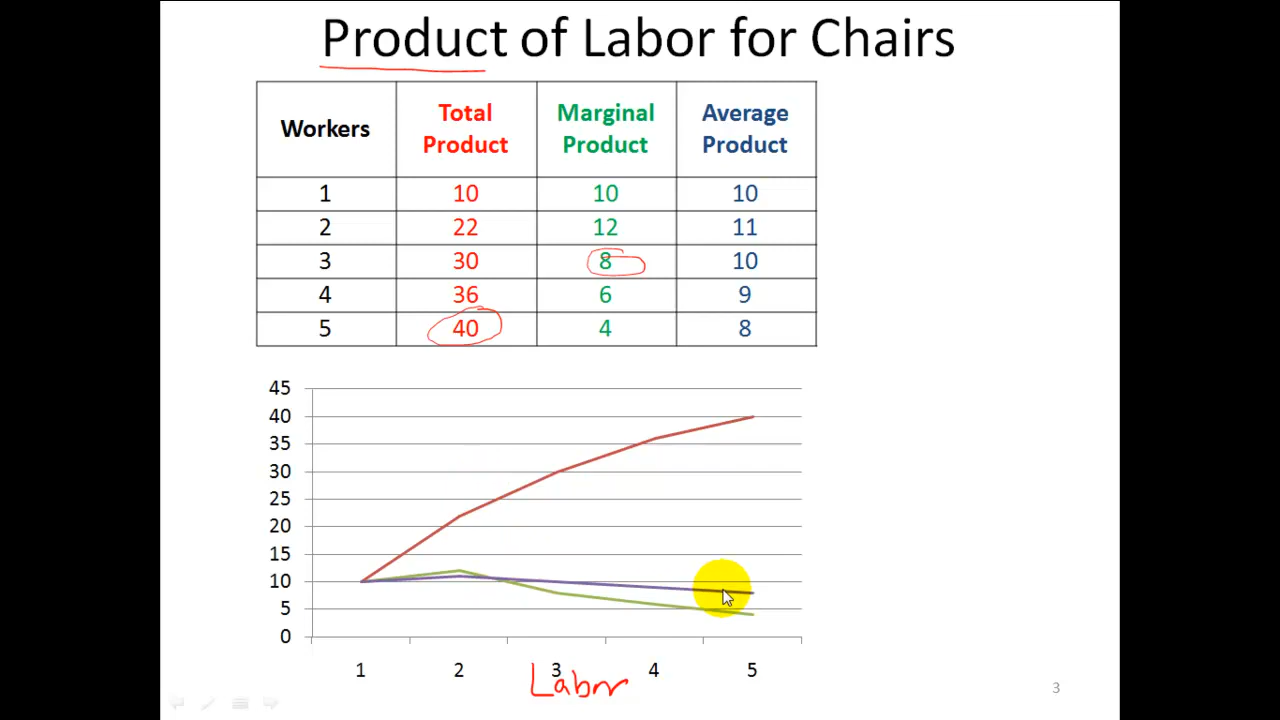 Product of Labor for Chairs
Workers Total Product Marginal Product Average Product
1 10 10 10
2 22 12 11
3 30 8 10
4 36 6 9
5 40 4 8
45
40
35
30
25
20
15
10
5
0
1 2 3 4 5
Labor
3